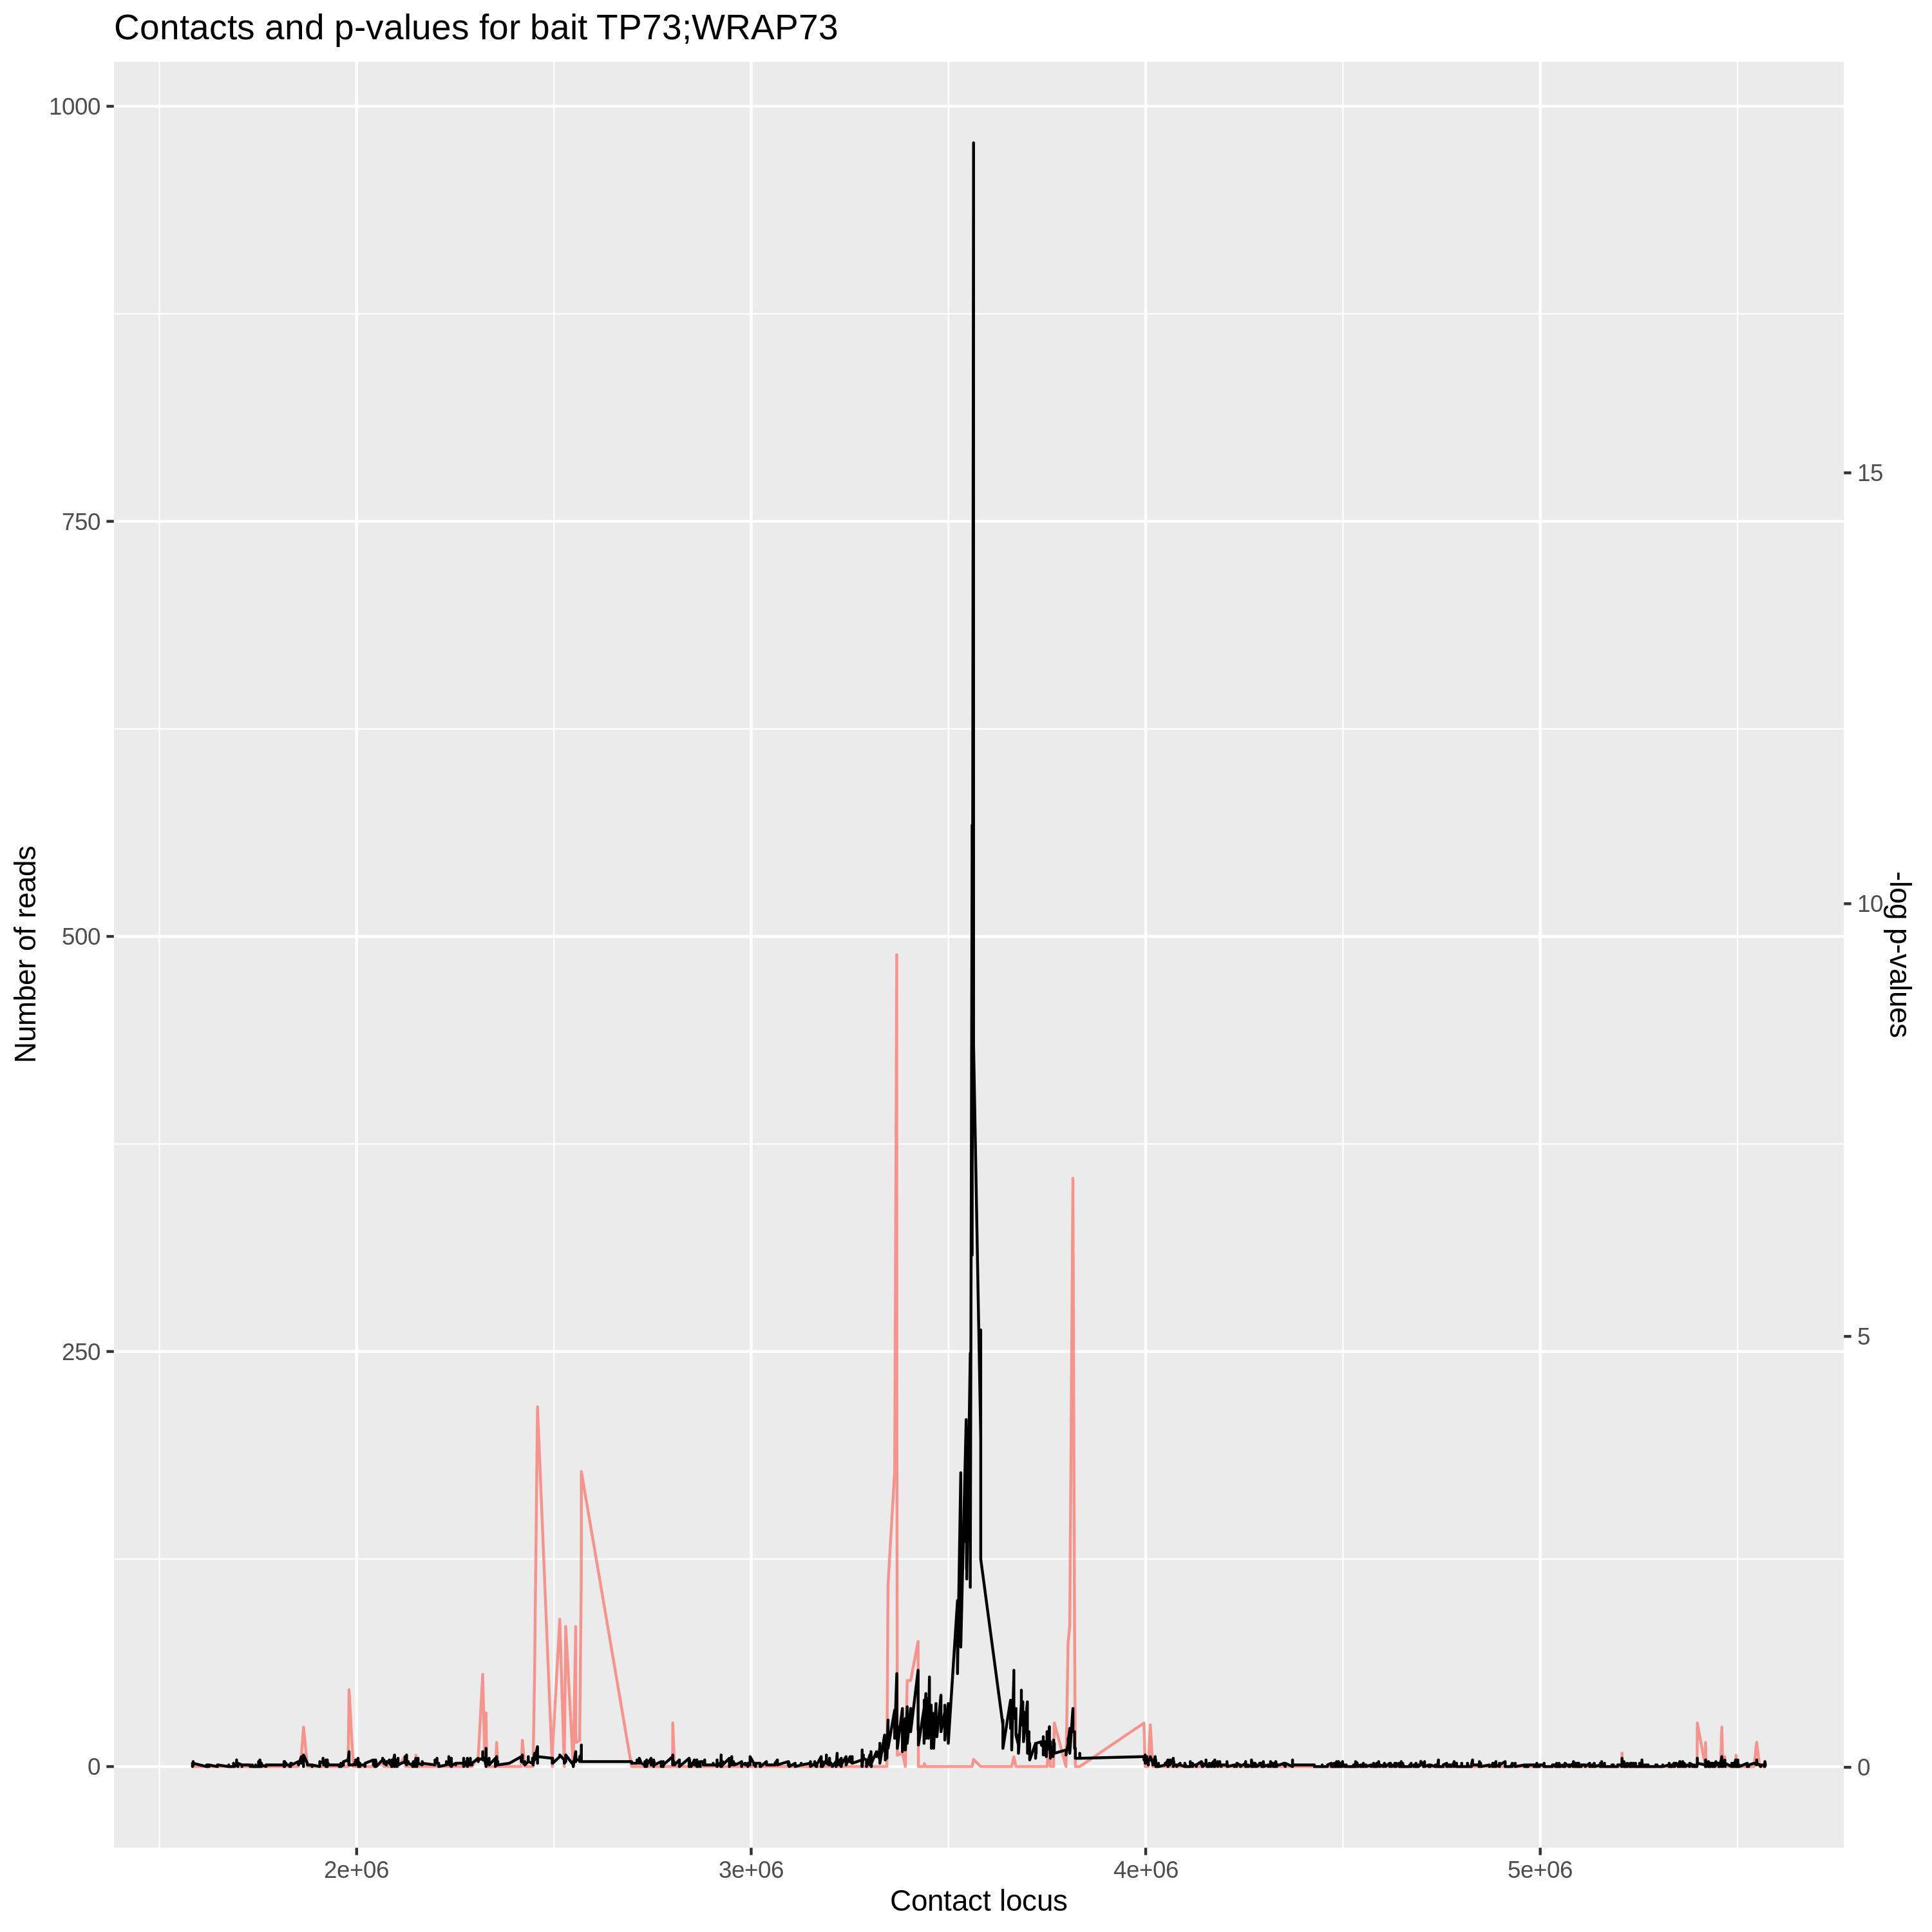 Contacts and p-values for bait TP73;WRAP73
1000
750
500
250
0
Number of reads
15
10
5
0
-log p-values
2e+06
3e+06
4e+06
5e+06
Contact locus